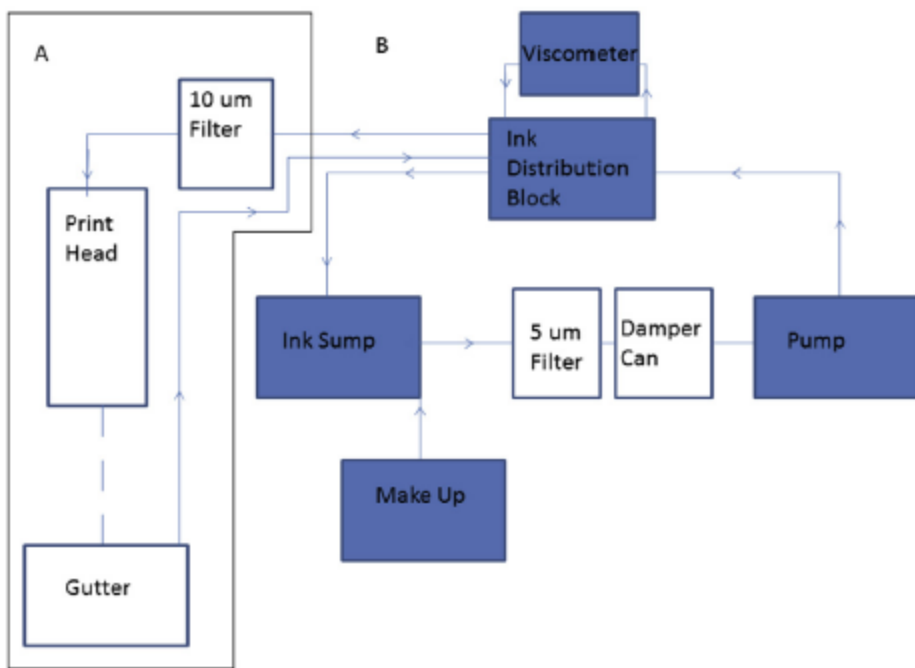 A
B
Viscometer
10 um
Filter
Ink
Distribution
Block
Print
Head
Ink Sump
5 um
Filter
Damper
Can
Pump
Make Up
Gutter